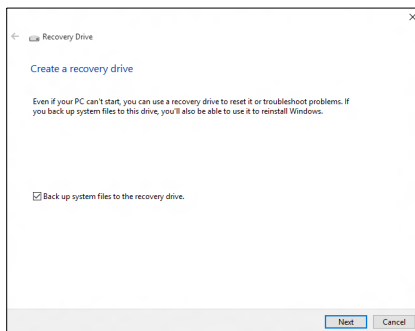 Recovery Drive
Create a recovery drive
Even if your PC can't start, you can use a recovery drive to reset it or troubleshoot problems. If
you back up system files to this drive, you'll also be able to use it to reinstall Windows.
Back up system files to the recovery drive.
Next Cancel